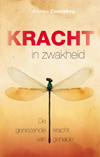 KRACHT
in zwakheid
De
genezende kracht
van genade